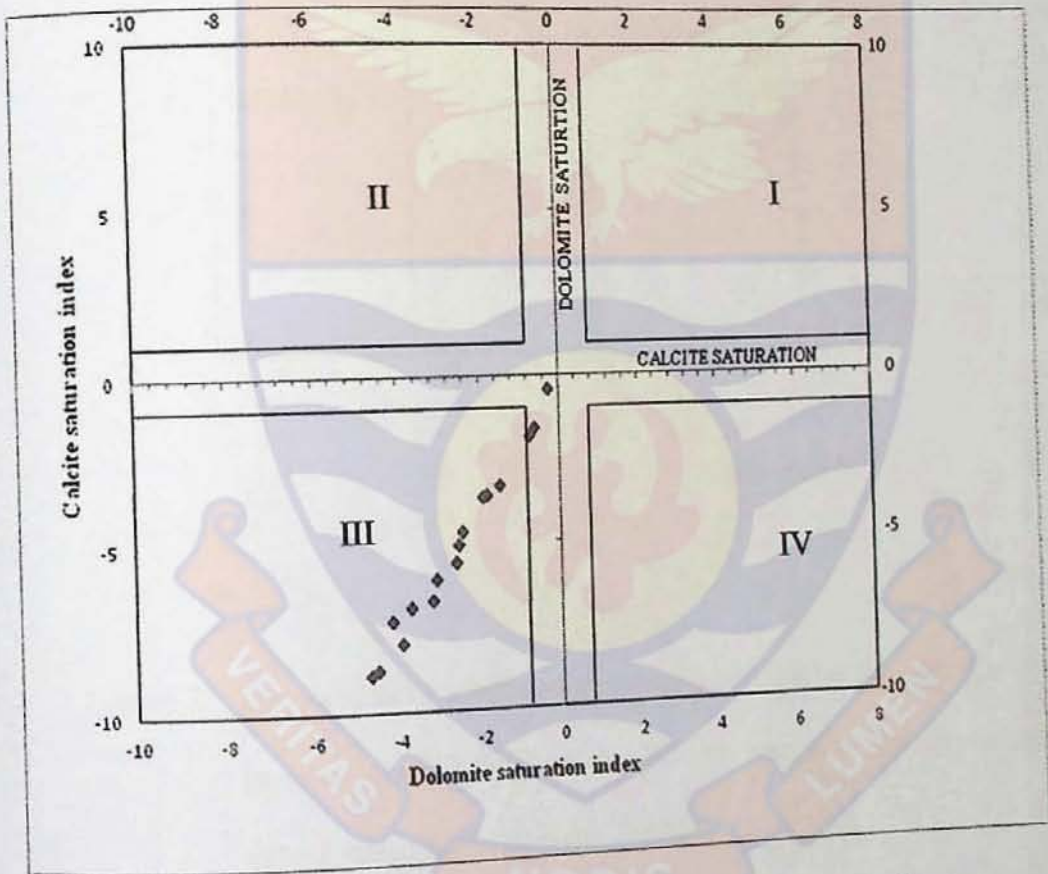 -10 -8 -6 -4 -2 0 2 4 6 8
10
10
DOLOMITE SATURTION
II
I
5
5
CALCITE SATURATION
0
0
Calcite saturation index
III
IV
-5
-5
-10
-10
-10 -8 -6 -4 -2 0 2 4 6 8
Dolomite saturation index
VERITAS
LUMEN